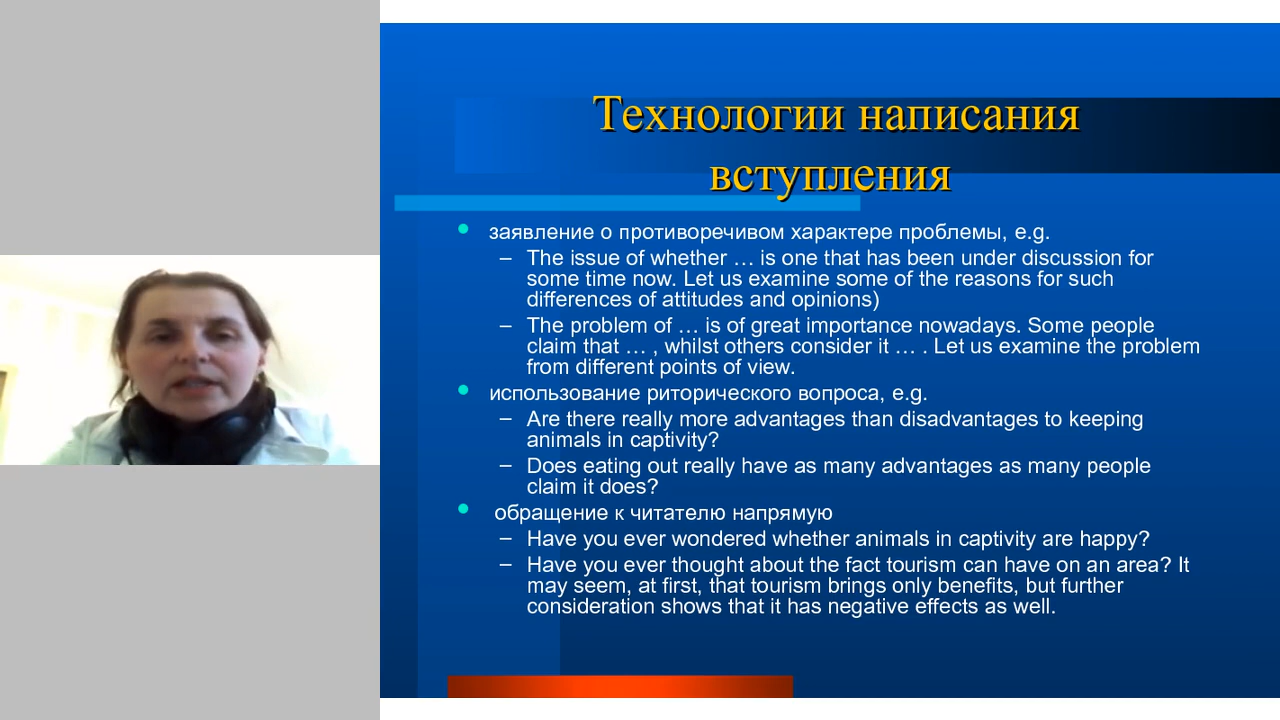 Технологии написания
вступления
• заявление о противоречивом характере проблемы, e.g.
– The issue of whether … is one that has been under discussion for
some time now. Let us examine some of the reasons for such
differences of attitudes and opinions)
– The problem of … is of great importance nowadays. Some people
claim that … , whilst others consider it … . Let us examine the problem
from different points of view.
• использование риторического вопроса, e.g.
– Are there really more advantages than disadvantages to keeping
animals in captivity?
– Does eating out really have as many advantages as many people
claim it does?
• обращение к читателю напрямую
– Have you ever wondered whether animals in captivity are happy?
– Have you ever thought about the fact tourism can have on an area? It
may seem, at first, that tourism brings only benefits, but further
consideration shows that it has negative effects as well.